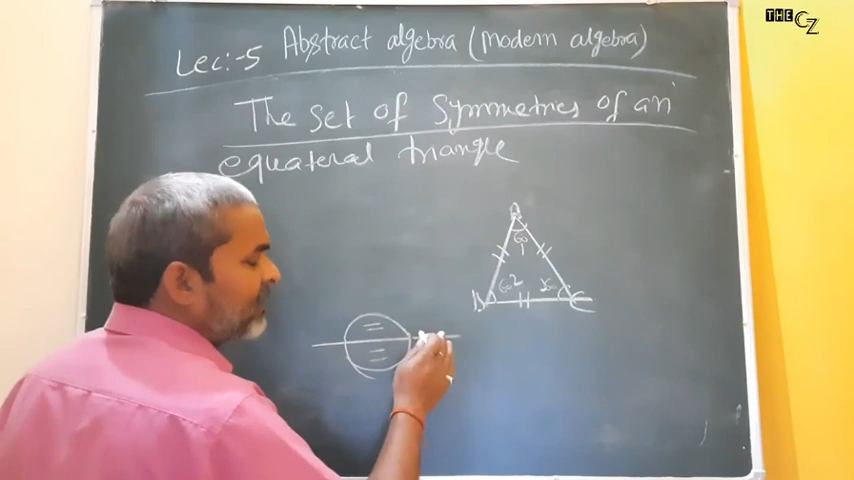 THE CZ
Lec:-5 Abstract algebra (Modern algebra)
The set of Symmetries of an
equateral triangle
A
60
1
60 2
60
C